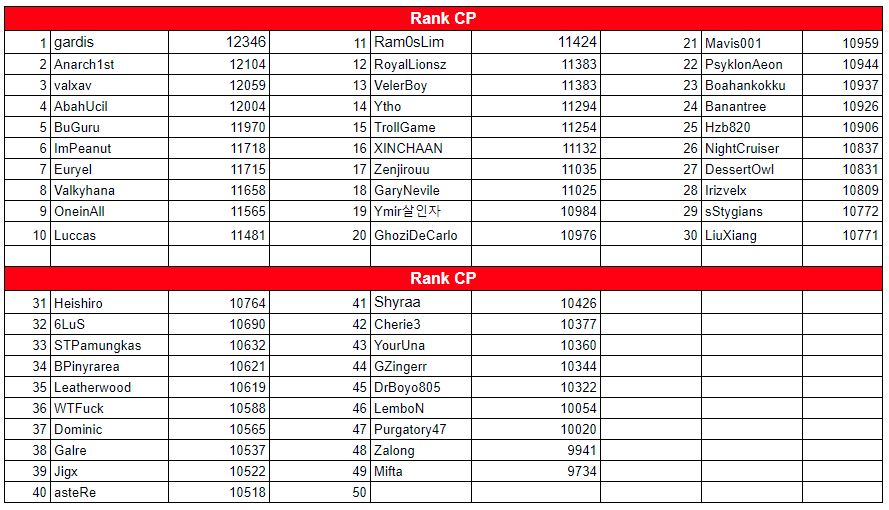 Rank CP
1 gardis 12346 11 Ram0sLim 11424 21 Mavis001 10959
2 Anarch1st 12104 12 RoyalLionsz 11383 22 PsyklonAeon 10944
3 valxav 12059 13 VelerBoy 11383 23 Boahankokku 10937
4 AbahUcil 12004 14 Ytho 11294 24 Banantree 10926
5 BuGuru 11970 15 TrollGame 11254 25 Hzb820 10906
6 ImPeanut 11718 16 XINCHAAN 11132 26 NightCruiser 10837
7 Euryel 11715 17 Zenjirouu 11035 27 DessertOwl 10831
8 Valkyhana 11658 18 GaryNevile 11025 28 Irizvelx 10809
9 OneinAll 11565 19 Ymir살인자 10984 29 sStygians 10772
10 Luccas 11481 20 GhoziDeCarlo 10976 30 LiuXiang 10771
Rank CP
31 Heishiro 10764 41 Shyraa 10426
32 6LuS 10690 42 Cherie3 10377
33 STPamungkas 10632 43 YourUna 10360
34 BPinyrarea 10621 44 GZingerr 10344
35 Leatherwood 10619 45 DrBoyo805 10322
36 WTFuck 10588 46 LemboN 10054
37 Dominic 10565 47 Purgatory47 10020
38 Galre 10537 48 Zalong 9941
39 Jigx 10522 49 Mifta 9734
40 asteRe 10518 50